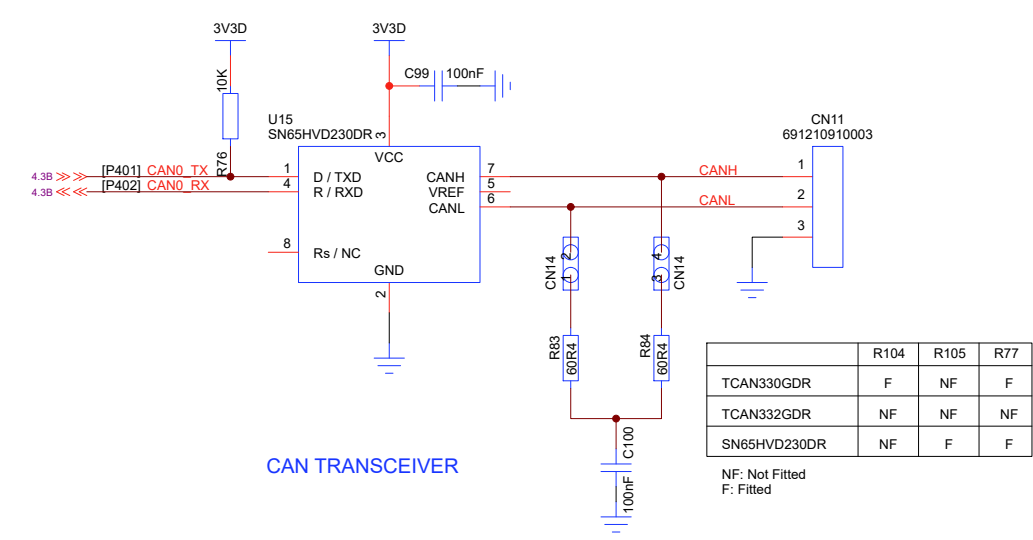 3V3D
3V3D
10K
R76
C99 100nF
U15
SN65HVD230DR
3
VCC
CN11
691210910003
4.3B [P401] CAN0_TX 1 D / TXD
4.3B [P402] CAN0_RX 4 R / RXD
CANH 7 CANH 1
VREF 5
CANL 6 CANL 2
3
8 Rs / NC
GND
2
CN14 2 1
CN14 4 3
R83 60R4
R84 60R4
C100
100nF
R104 R105 R77
TCAN330GDR F NF F
TCAN332GDR NF NF NF
SN65HVD230DR NF F F
NF: Not Fitted
F: Fitted
CAN TRANSCEIVER